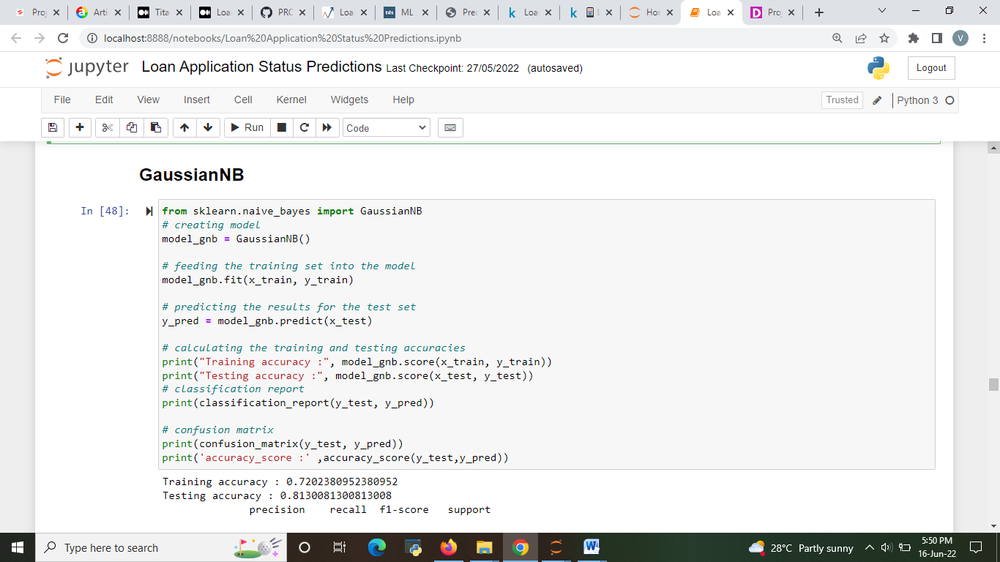 Proj
Arti
Tita
Loa
PRC
Loa
ML
Pre
Loa
L
Hor
Loa
Pro
localhost:8888/notebooks/Loan%20Application%20Status%20Predictions.ipynb
V
jupyter Loan Application Status Predictions Last Checkpoint: 27/05/2022 (autosaved)
Logout
File Edit View Insert Cell Kernel Widgets Help
Trusted
Python 3
Run
Code
GaussianNB
In [48]:
from sklearn.naive_bayes import GaussianNB
# creating model
model_gnb = GaussianNB()
# feeding the training set into the model
model_gnb.fit(x_train, y_train)
# predicting the results for the test set
y_pred = model_gnb.predict(x_test)
# calculating the training and testing accuracies
print("Training accuracy :", model_gnb.score(x_train, y_train))
print("Testing accuracy :", model_gnb.score(x_test, y_test))
# classification report
print(classification_report(y_test, y_pred))
# confusion matrix
print(confusion_matrix(y_test, y_pred))
print('accuracy_score :' ,accuracy_score(y_test,y_pred))
Training accuracy : 0.7202380952380952
Testing accuracy : 0.8130081300813008
precision recall f1-score support
Type here to search
28°C Partly sunny
5:50 PM
16-Jun-22